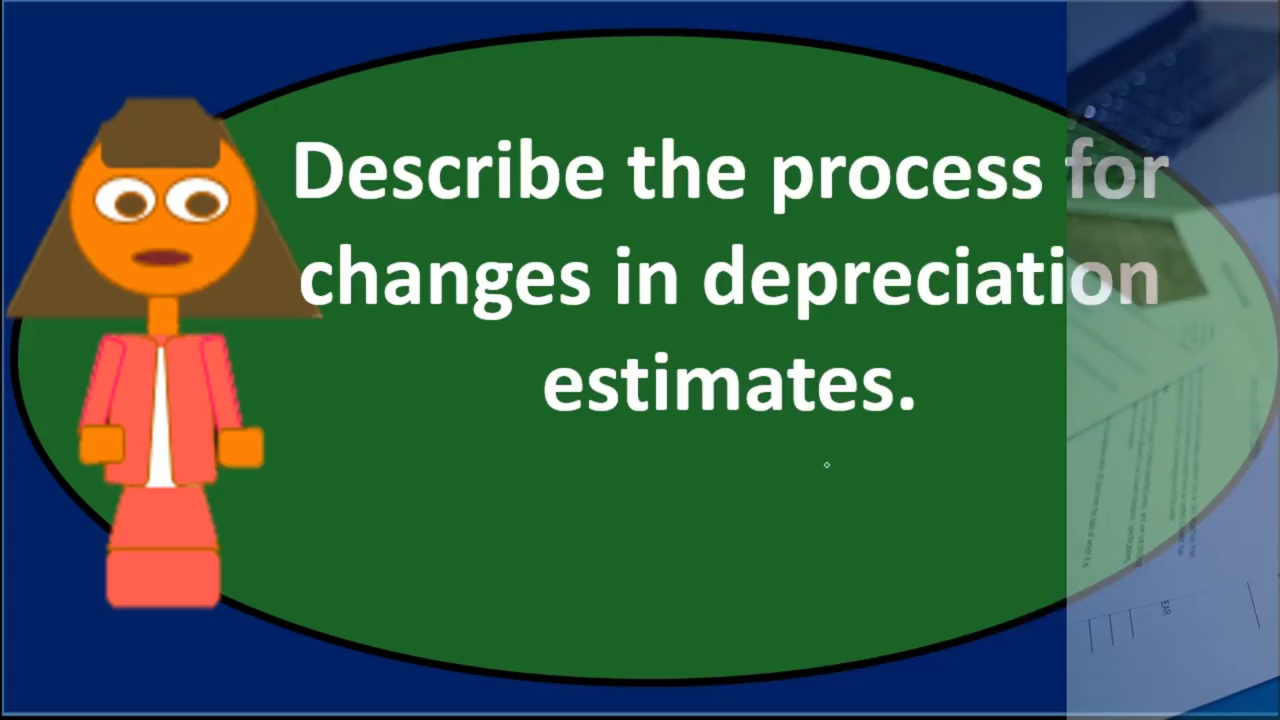 Describe the process for
changes in depreciation
estimates.